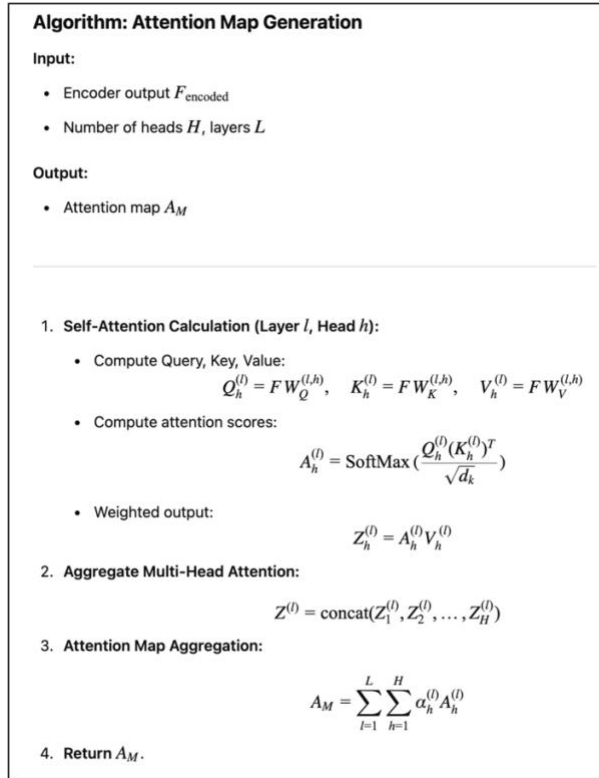 Algorithm: Attention Map Generation
Input:
• Encoder output F_encoded
• Number of heads H, layers L
Output:
• Attention map A_M
1. Self-Attention Calculation (Layer l, Head h):
• Compute Query, Key, Value:
Q_h^(l) = F W_Q^(l,h), K_h^(l) = F W_K^(l,h), V_h^(l) = F W_V^(l,h)
• Compute attention scores:
A_h^(l) = SoftMax(Q_h^(l)(K_h^(l))^T / √d_k)
• Weighted output:
Z_h^(l) = A_h^(l) V_h^(l)
2. Aggregate Multi-Head Attention:
Z^(l) = concat(Z_1^(l), Z_2^(l), …, Z_H^(l))
3. Attention Map Aggregation:
A_M = ∑_{l=1}^{L} ∑_{h=1}^{H} α_h^(l) A_h^(l)
4. Return A_M.